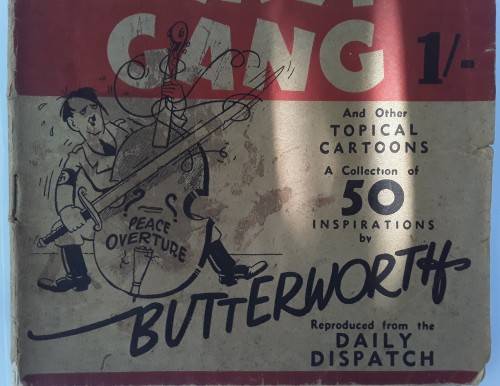 GANG
1/-
And Other
TOPICAL
CARTOONS
A Collection of
50
INSPIRATIONS
by
? — ?
PEACE
OVERTURE
BUTTERWORTH
Reproduced from the
DAILY
DISPATCH